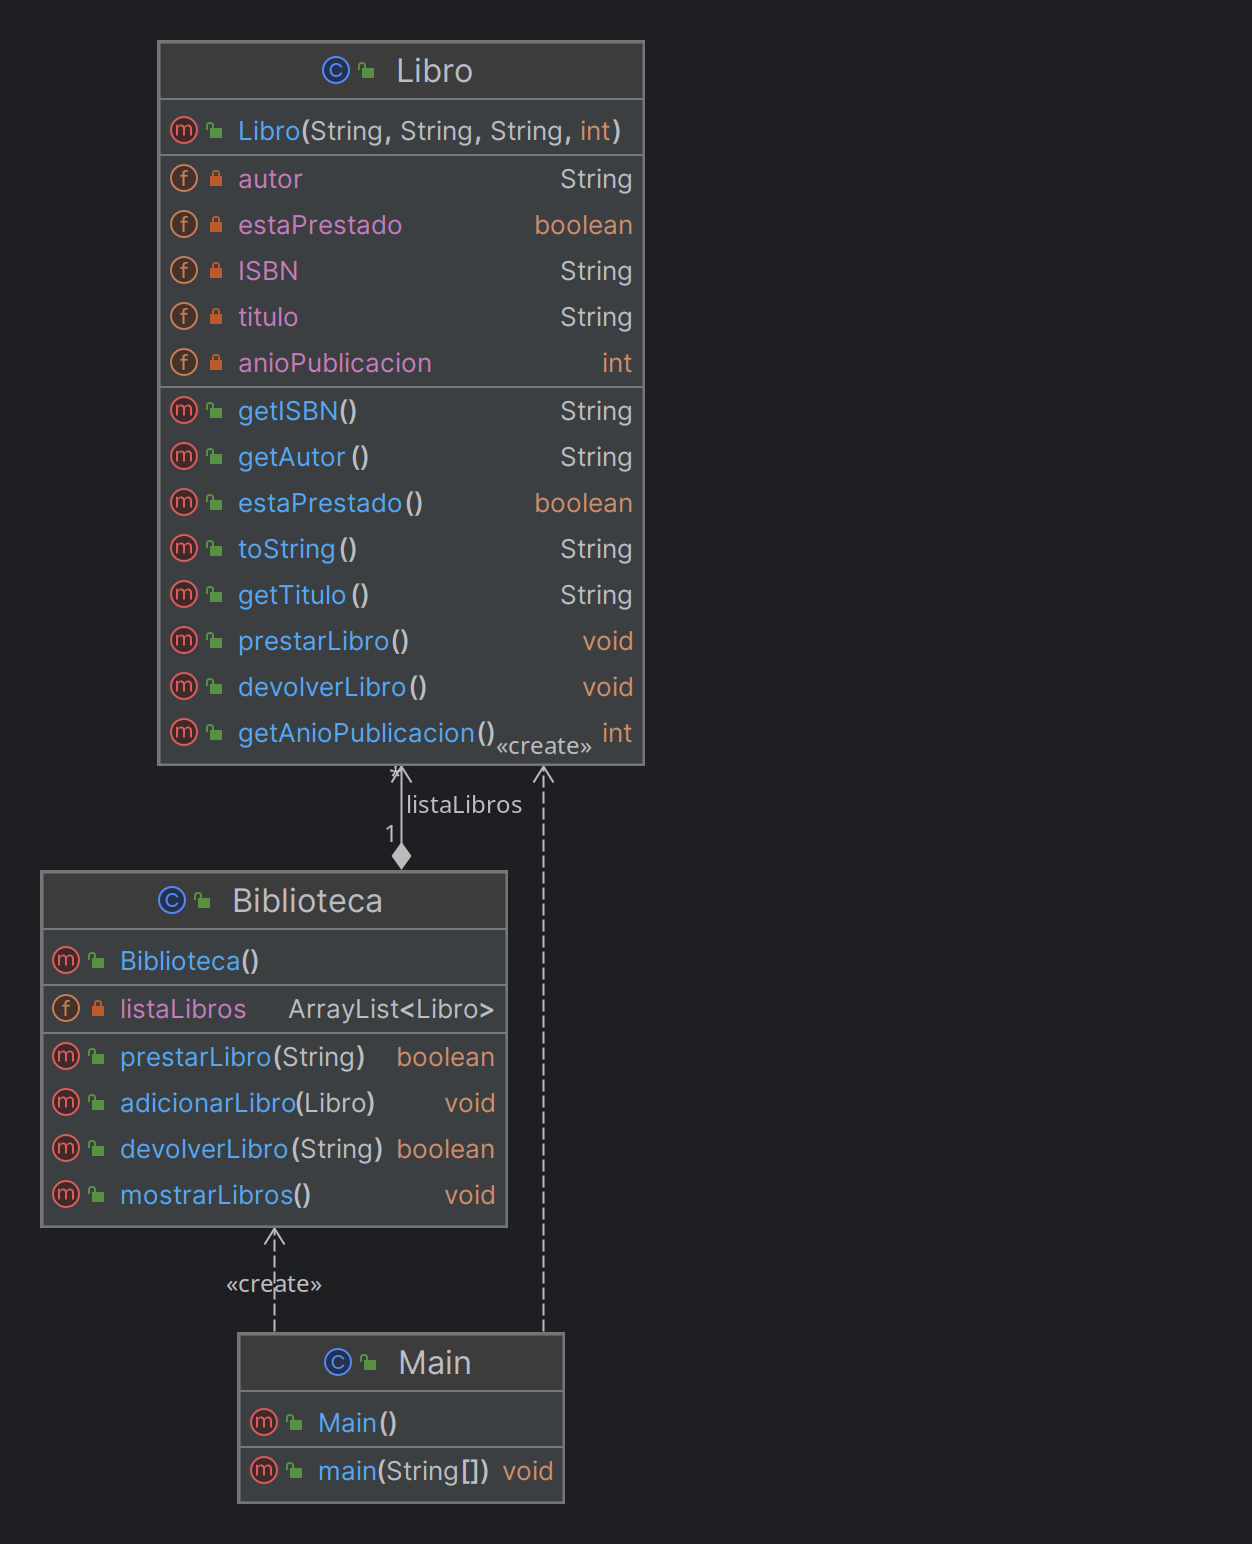 Libro
Libro(String, String, String, int)
autor String
estaPrestado boolean
ISBN String
titulo String
anioPublicacion int
getISBN() String
getAutor() String
estaPrestado() boolean
toString() String
getTitulo() String
prestarLibro() void
devolverLibro() void
getAnioPublicacion() int
«create»
*
listaLibros
1
Biblioteca
Biblioteca()
listaLibros ArrayList<Libro>
prestarLibro(String) boolean
adicionarLibro(Libro) void
devolverLibro(String) boolean
mostrarLibros() void
«create»
Main
Main()
main(String[]) void